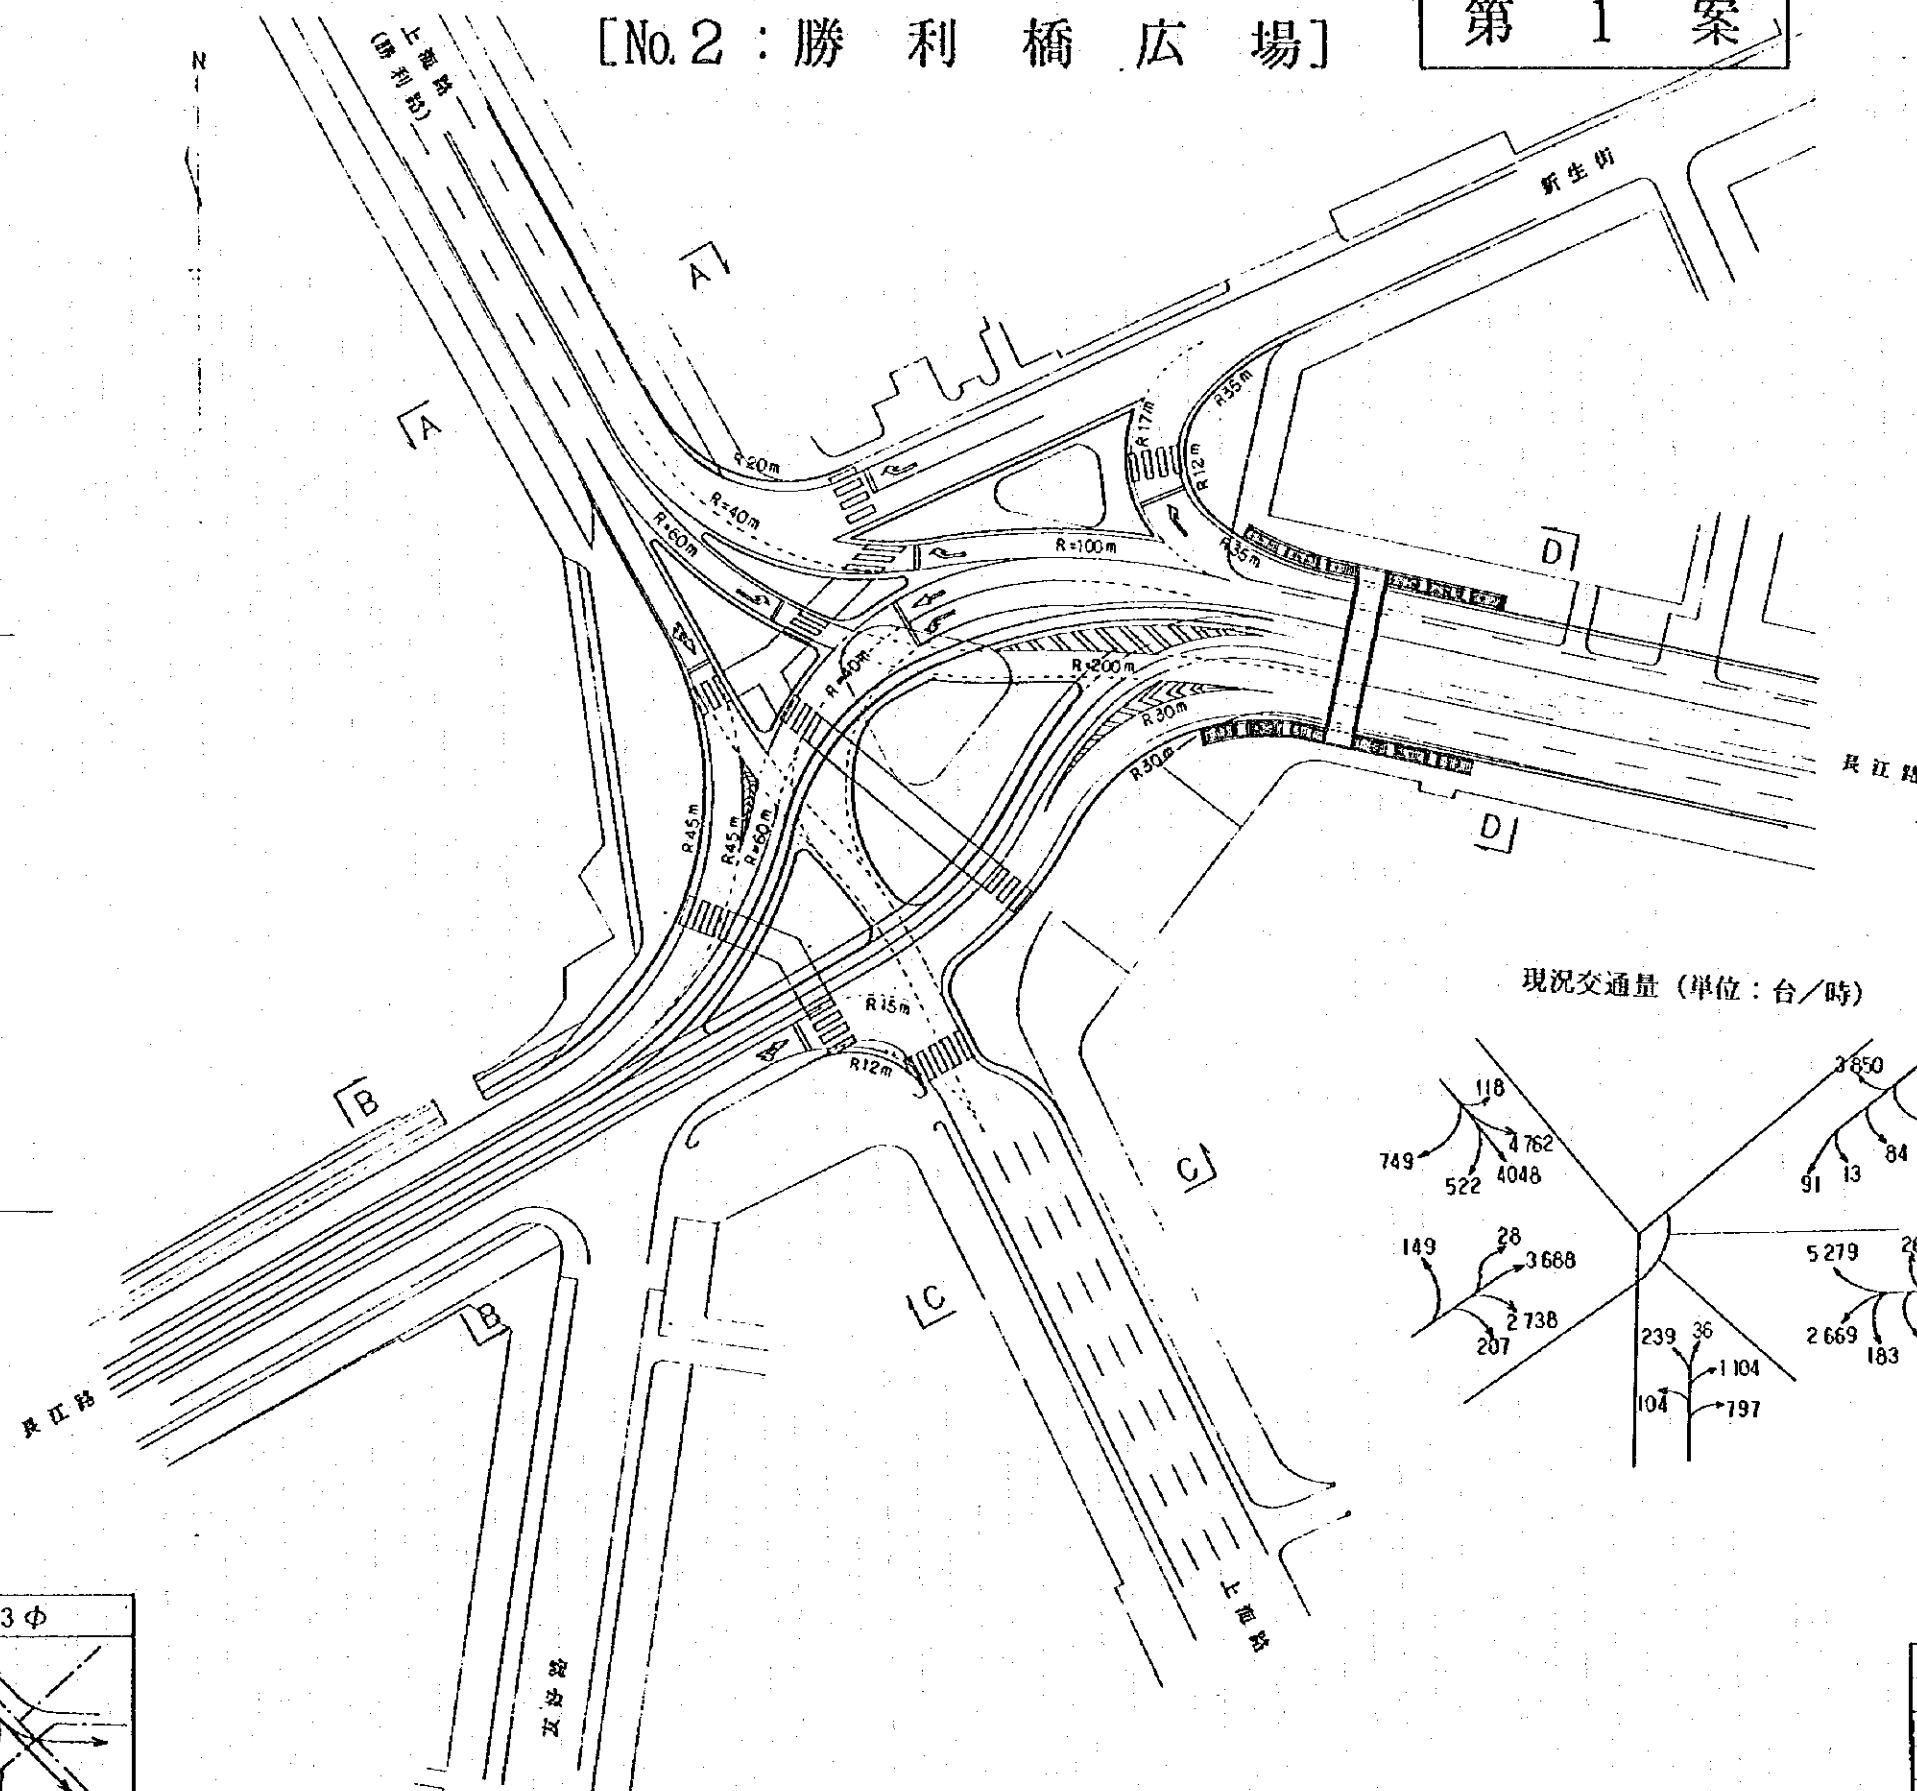 [No.2：勝利橋広場]
第1案
N
上海路
(勝利路)
新生街
A
A
R20m
R=40m
R=60m
R17m
R35m
R12m
R=100m
R35m
D
R=200m
R=40m
R30m
R30m
長江路
D
R45m
R45m
R=60m
R15m
R12m
現況交通量（単位：台／時）
B
C
3850
118
4762
749
522
4048
91
13
84
149
28
3688
2738
207
5279
2669
183
239
36
1104
104
797
C
B
長江路
上海路
3φ